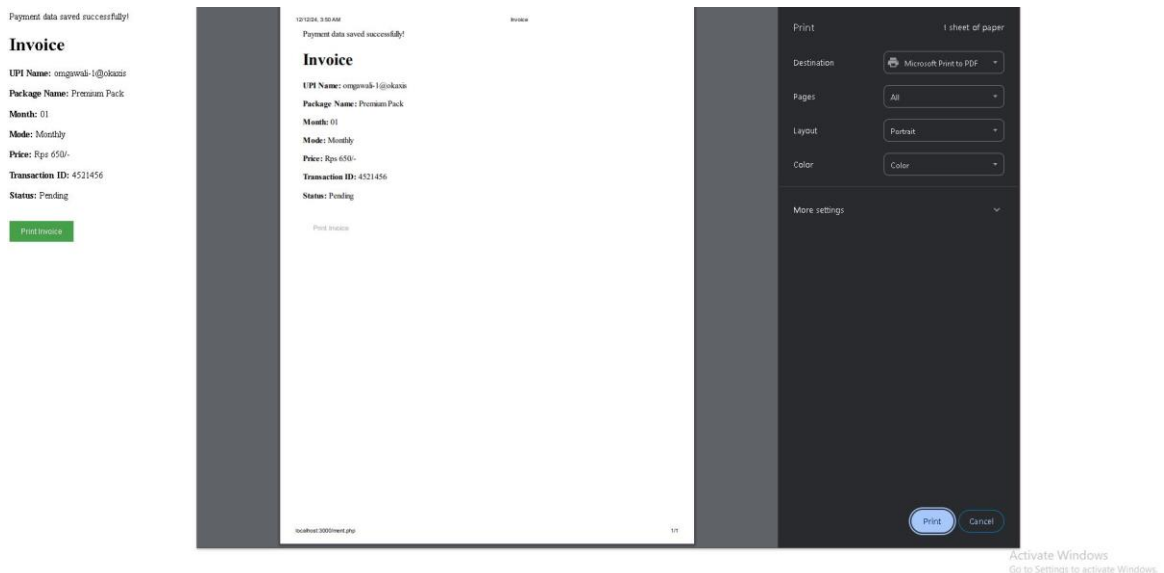 Payment data saved successfully!
Invoice
UPI Name: omgawali-1@okaxis
Package Name: Premium Pack
Month: 01
Mode: Monthly
Price: Rps 650/-
Transaction ID: 4521456
Status: Pending
Print Invoice
12/12/24, 3:50 AM Invoice
Payment data saved successfully!
Invoice
UPI Name: omgawali-1@okaxis
Package Name: Premium Pack
Month: 01
Mode: Monthly
Price: Rps 650/-
Transaction ID: 4521456
Status: Pending
Print Invoice
localhost:3000/ment.php 1/1
Print 1 sheet of paper
Destination Microsoft Print to PDF
Pages All
Layout Portrait
Color Color
More settings
Print Cancel
Activate Windows
Go to Settings to activate Windows.